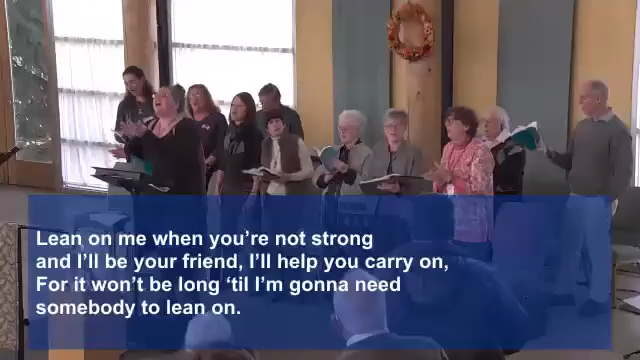 Lean on me when you’re not strong
and I’ll be your friend, I’ll help you carry on,
For it won’t be long ‘til I’m gonna need
somebody to lean on.